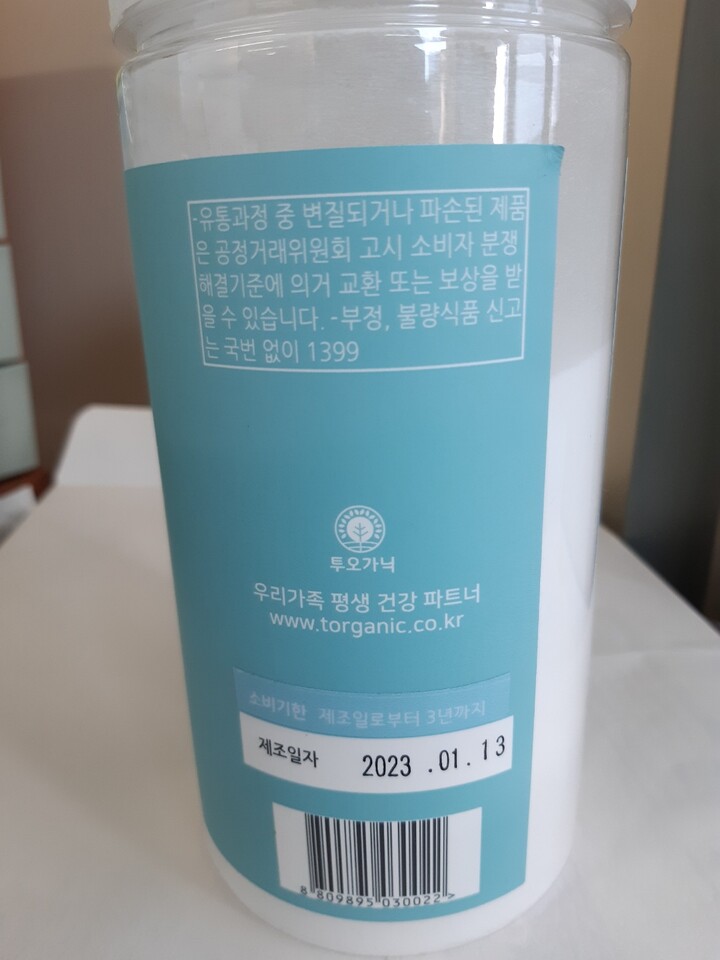 -유통과정 중 변질되거나 파손된 제품
은 공정거래위원회 고시 소비자 분쟁
해결기준에 의거 교환 또는 보상을 받
을 수 있습니다. -부정, 불량식품 신고
는 국번 없이 1399
투오가닉
우리가족 평생 건강 파트너
www.torganic.co.kr
소비기한 제조일로부터 3년까지
제조일자 2023 .01.13
8 809895 030022 >